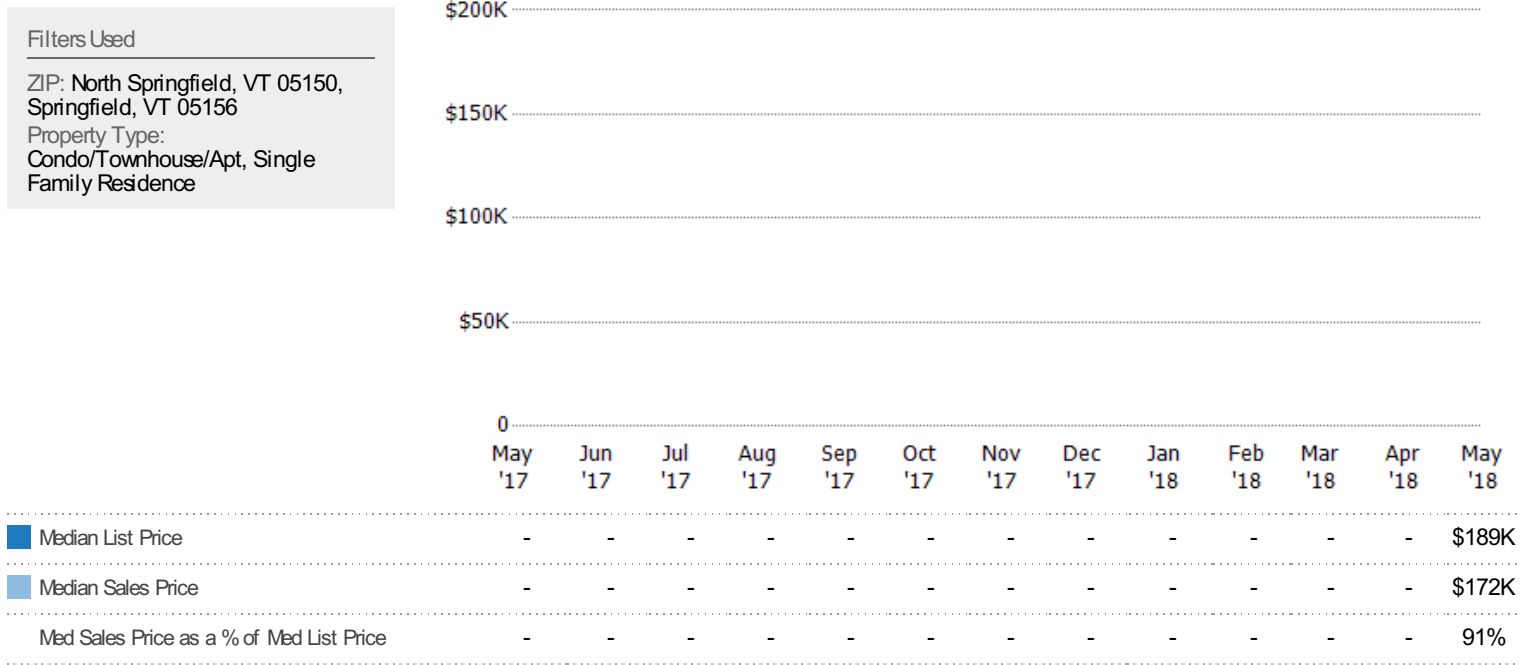 Filters Used
ZIP: North Springfield, VT 05150,
Springfield, VT 05156
Property Type:
Condo/Townhouse/Apt, Single
Family Residence
$200K
$150K
$100K
$50K
0
May Jun Jul Aug Sep Oct Nov Dec Jan Feb Mar Apr May
'17 '17 '17 '17 '17 '17 '17 '17 '18 '18 '18 '18 '18
Median List Price - - - - - - - - - - - - $189K
Median Sales Price - - - - - - - - - - - - $172K
Med Sales Price as a % of Med List Price - - - - - - - - - - - - 91%